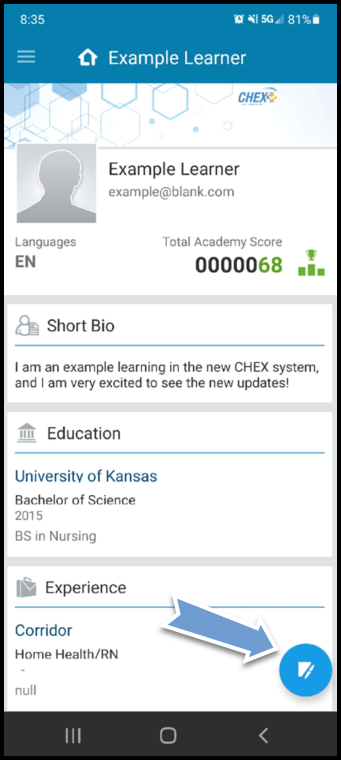 8:35
5G 81%
Example Learner
CHEX
Example Learner
example@blank.com
Languages
EN
Total Academy Score
0000068
Short Bio
I am an example learning in the new CHEX system,
and I am very excited to see the new updates!
Education
University of Kansas
Bachelor of Science
2015
BS in Nursing
Experience
Corridor
Home Health/RN
-
null